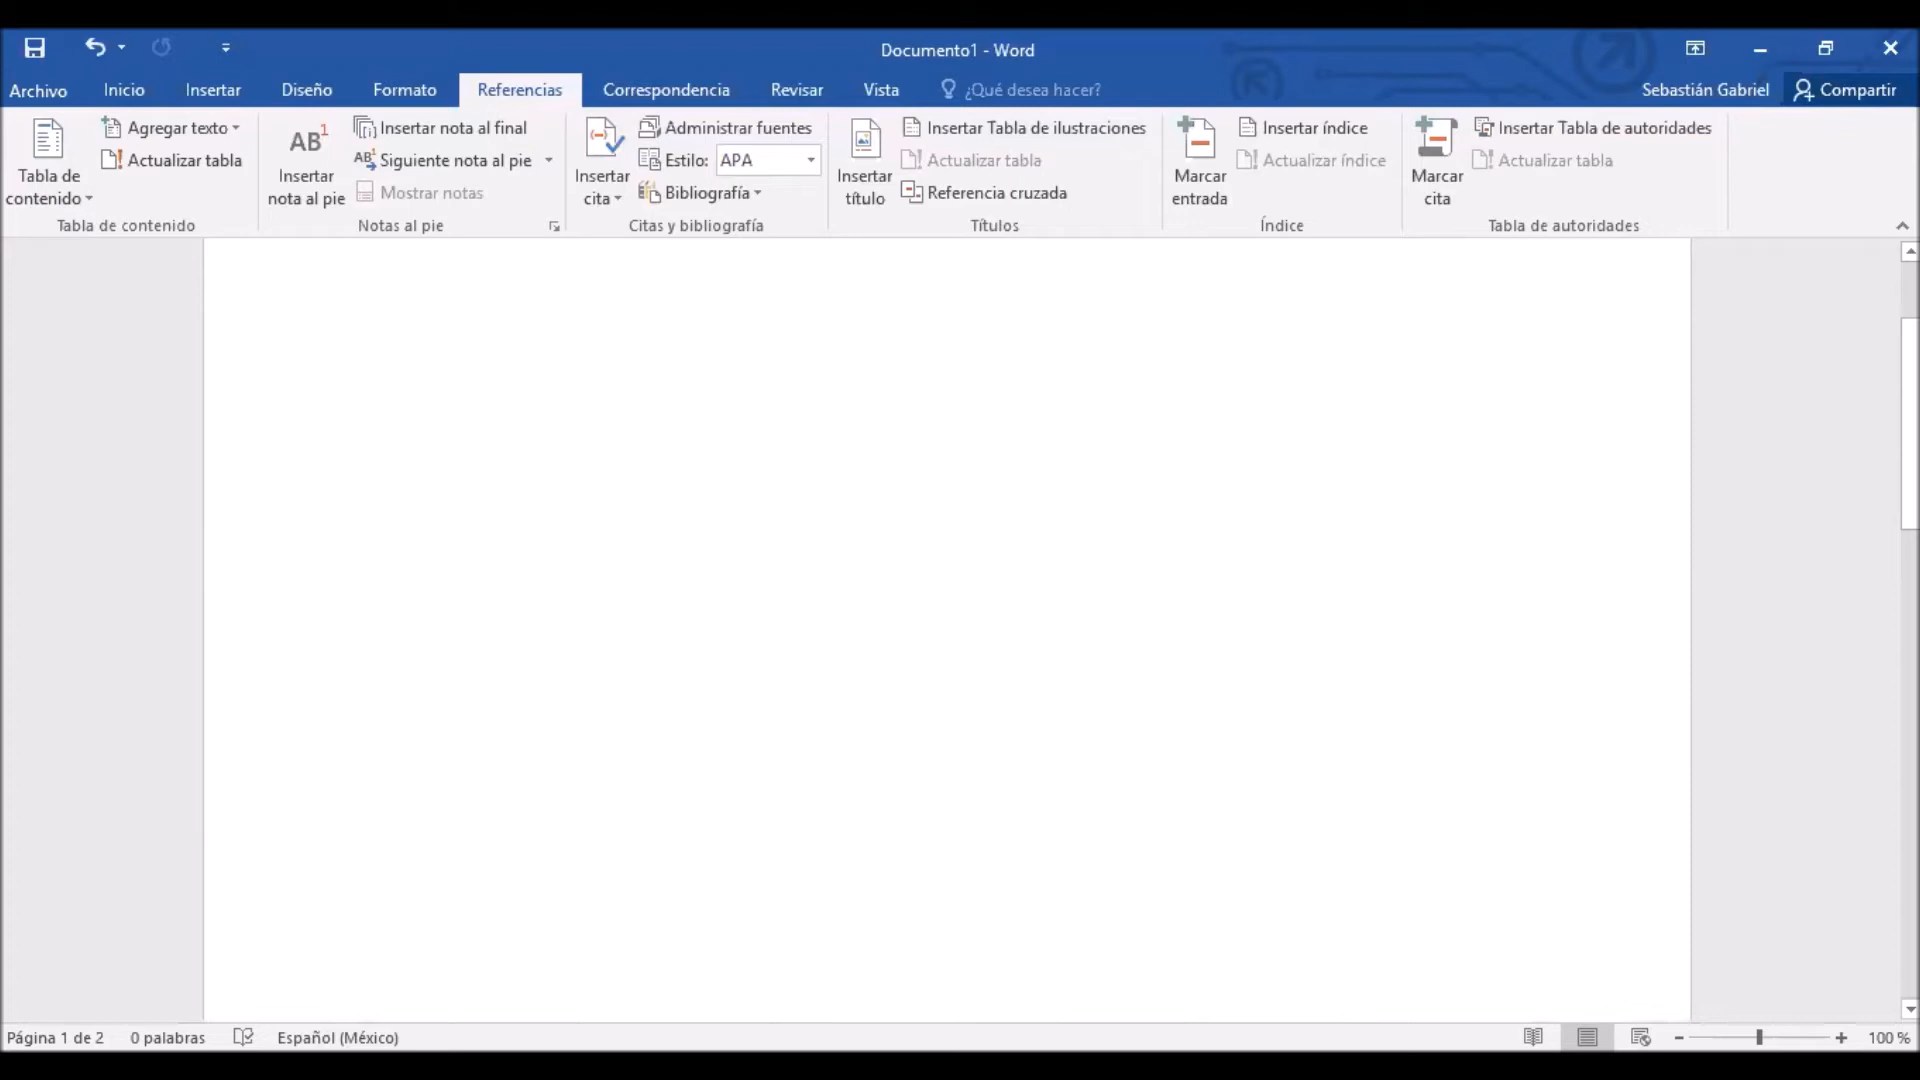 Documento1 - Word
Archivo Inicio Insertar Diseño Formato Referencias Correspondencia Revisar Vista ¿Qué desea hacer? Sebastián Gabriel Compartir
Tabla de contenido
Agregar texto
Actualizar tabla
Tabla de contenido
AB1
Insertar nota al pie
Insertar nota al final
AB1 Siguiente nota al pie
Mostrar notas
Notas al pie
Insertar cita
Administrar fuentes
Estilo: APA
Bibliografía
Citas y bibliografía
Insertar título
Insertar Tabla de ilustraciones
Actualizar tabla
Referencia cruzada
Títulos
Marcar entrada
Insertar índice
Actualizar índice
Índice
Marcar cita
Insertar Tabla de autoridades
Actualizar tabla
Tabla de autoridades
Página 1 de 2 0 palabras Español (México) 100 %